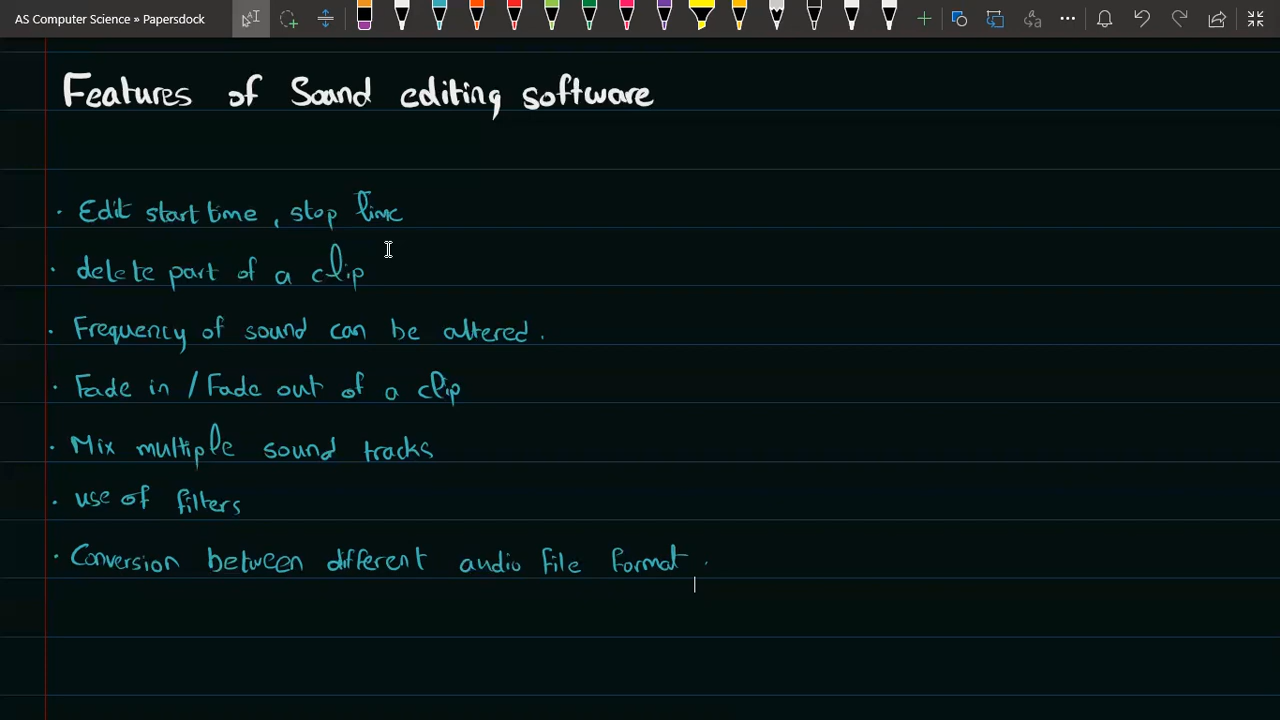 AS Computer Science » Papersdock
Features of Sound editing software
· Edit start time, stop time
· delete part of a clip
· Frequency of sound can be altered.
· Fade in / Fade out of a clip
· Mix multiple sound tracks
· use of filters
· Conversion between different audio file format.